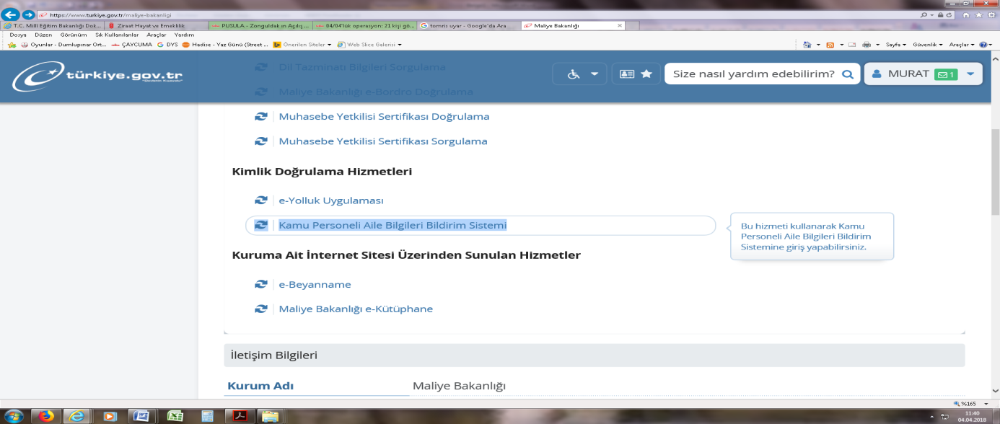 https://www.turkiye.gov.tr/maliye-bakanligi
T.C. Millî Eğitim Bakanlığı Dok...
Ziraat Hayat ve Emeklilik
PUSULA - Zonguldak ın Açılış ...
04/04'lük operasyon: 21 kişi gö...
tomris uyar - Google'da Ara
Maliye Bakanlığı
Dosya Düzen Görünüm Sık Kullanılanlar Araçlar Yardım
Oyunlar - Dumlupınar Ort... ÇAYCUMA DYS Hadise - Yaz Günü (Street ... Önerilen Siteler Web Slice Galerisi
Sayfa Güvenlik Araçlar
türkiye.gov.tr
Size nasıl yardım edebilirim?
MURAT 1
Dil Tazminatı Bilgileri Sorgulama
Maliye Bakanlığı e-Bordro Doğrulama
Muhasebe Yetkilisi Sertifikası Doğrulama
Muhasebe Yetkilisi Sertifikası Sorgulama
Kimlik Doğrulama Hizmetleri
e-Yolluk Uygulaması
Kamu Personeli Aile Bilgileri Bildirim Sistemi
Bu hizmeti kullanarak Kamu
Personeli Aile Bilgileri Bildirim
Sistemine giriş yapabilirsiniz.
Kuruma Ait İnternet Sitesi Üzerinden Sunulan Hizmetler
e-Beyanname
Maliye Bakanlığı e-Kütüphane
İletişim Bilgileri
Kurum Adı
Maliye Bakanlığı
%165
11:40
04.04.2018